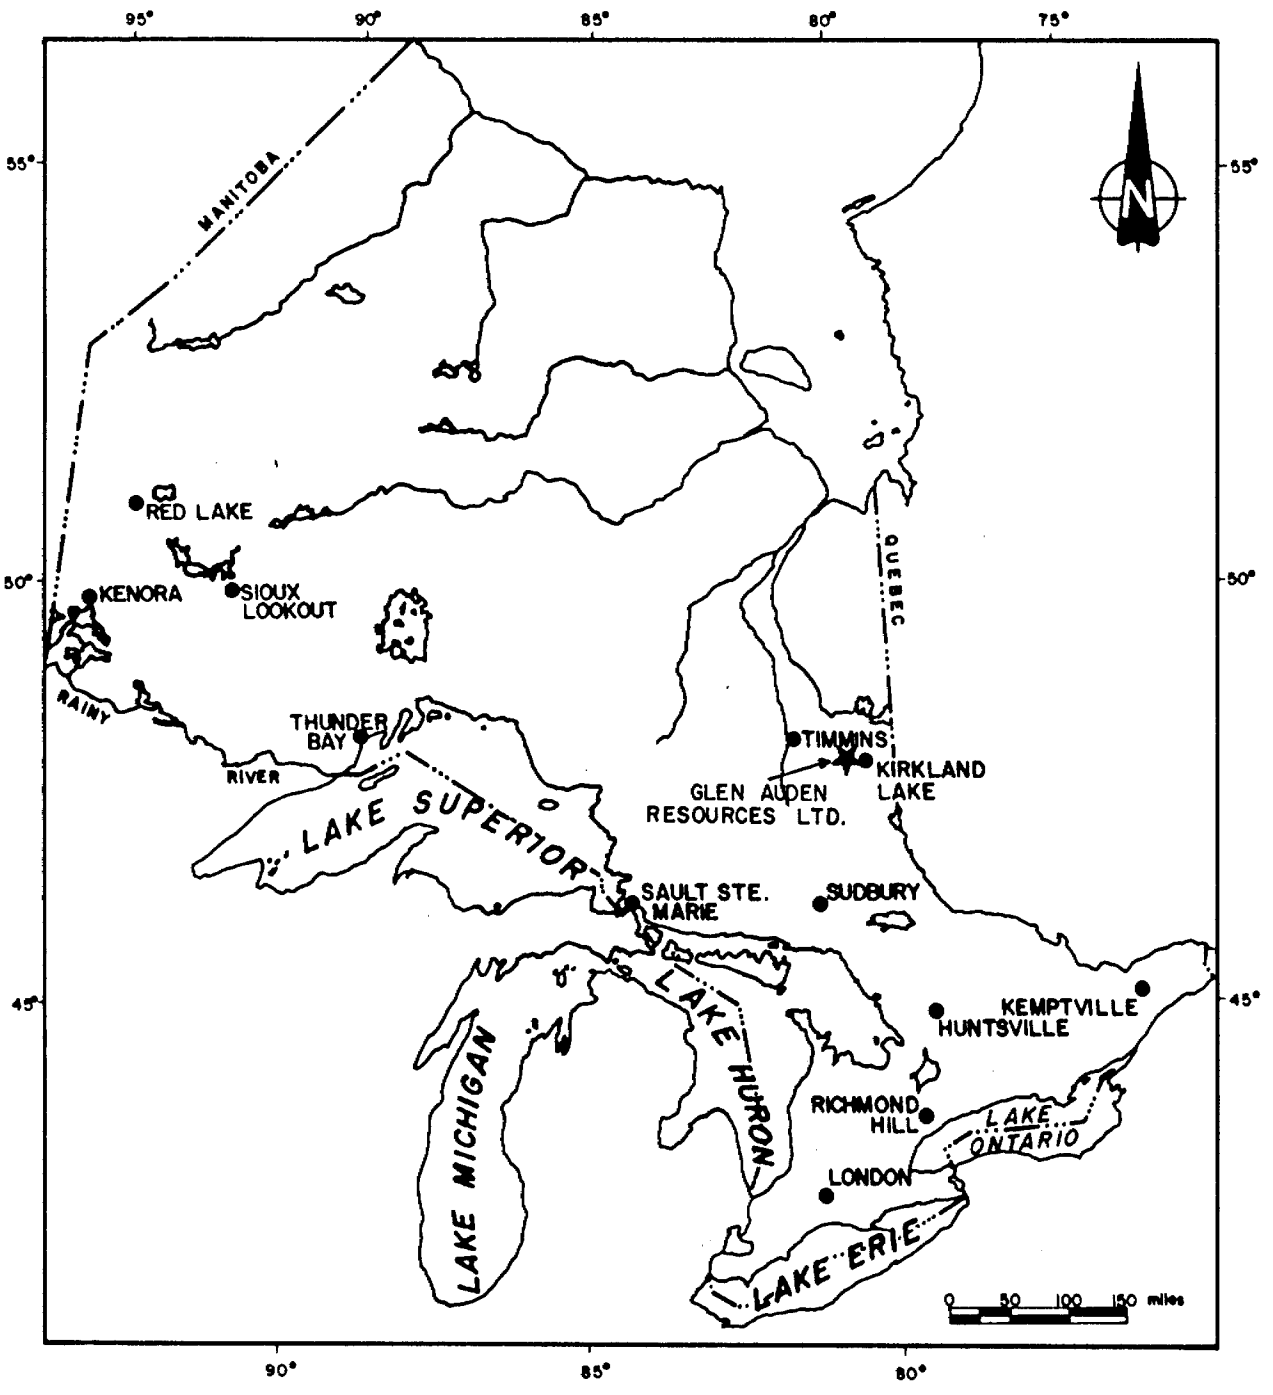 95° 90° 85° 80° 75°
55° 55°
MANITOBA
N
RED LAKE
QUEBEC
50° 50°
KENORA
SIOUX
LOOKOUT
RAINY
RIVER
THUNDER
BAY
TIMMINS
KIRKLAND
LAKE
GLEN AUDEN
RESOURCES LTD.
LAKE SUPERIOR
SAULT STE.
MARIE
SUDBURY
45° 45°
KEMPTVILLE
HUNTSVILLE
LAKE HURON
LAKE MICHIGAN
RICHMOND
HILL
LAKE
ONTARIO
LONDON
LAKE ERIE
0 50 100 150 miles
90° 85° 80°